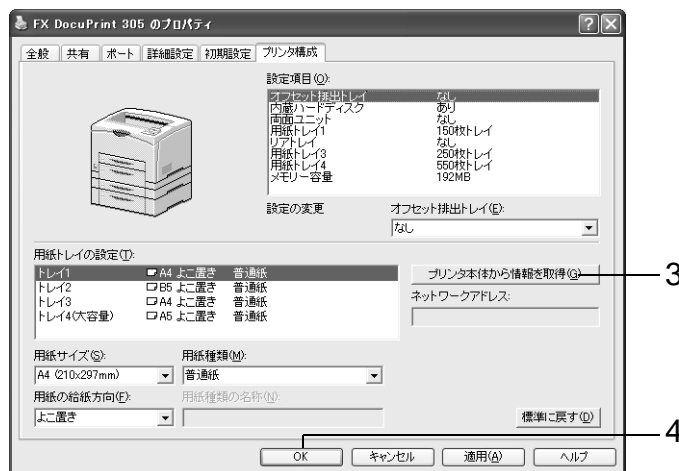 FX DocuPrint 305 のプロパティ
全般 共有 ポート 詳細設定 初期設定 プリンタ構成
設定項目(O):
オフセット排出トレイ なし
内蔵ハードディスク あり
両面ユニット なし
用紙トレイ1 150枚トレイ
リアトレイ なし
用紙トレイ3 250枚トレイ
用紙トレイ4 550枚トレイ
メモリー容量 192MB
設定の変更 オフセット排出トレイ(E):
なし
用紙トレイの設定(T):
トレイ1 A4 よこ置き 普通紙
トレイ2 B5 よこ置き 普通紙
トレイ3 A4 よこ置き 普通紙
トレイ4(大容量) A5 よこ置き 普通紙
プリンタ本体から情報を取得(G) 3
ネットワークアドレス:
用紙サイズ(S): 用紙種類(M):
A4 (210x297mm) 普通紙
用紙の給紙方向(F): 用紙種類の名称(N):
よこ置き 標準に戻す(D)
OK キャンセル 適用(A) ヘルプ 4